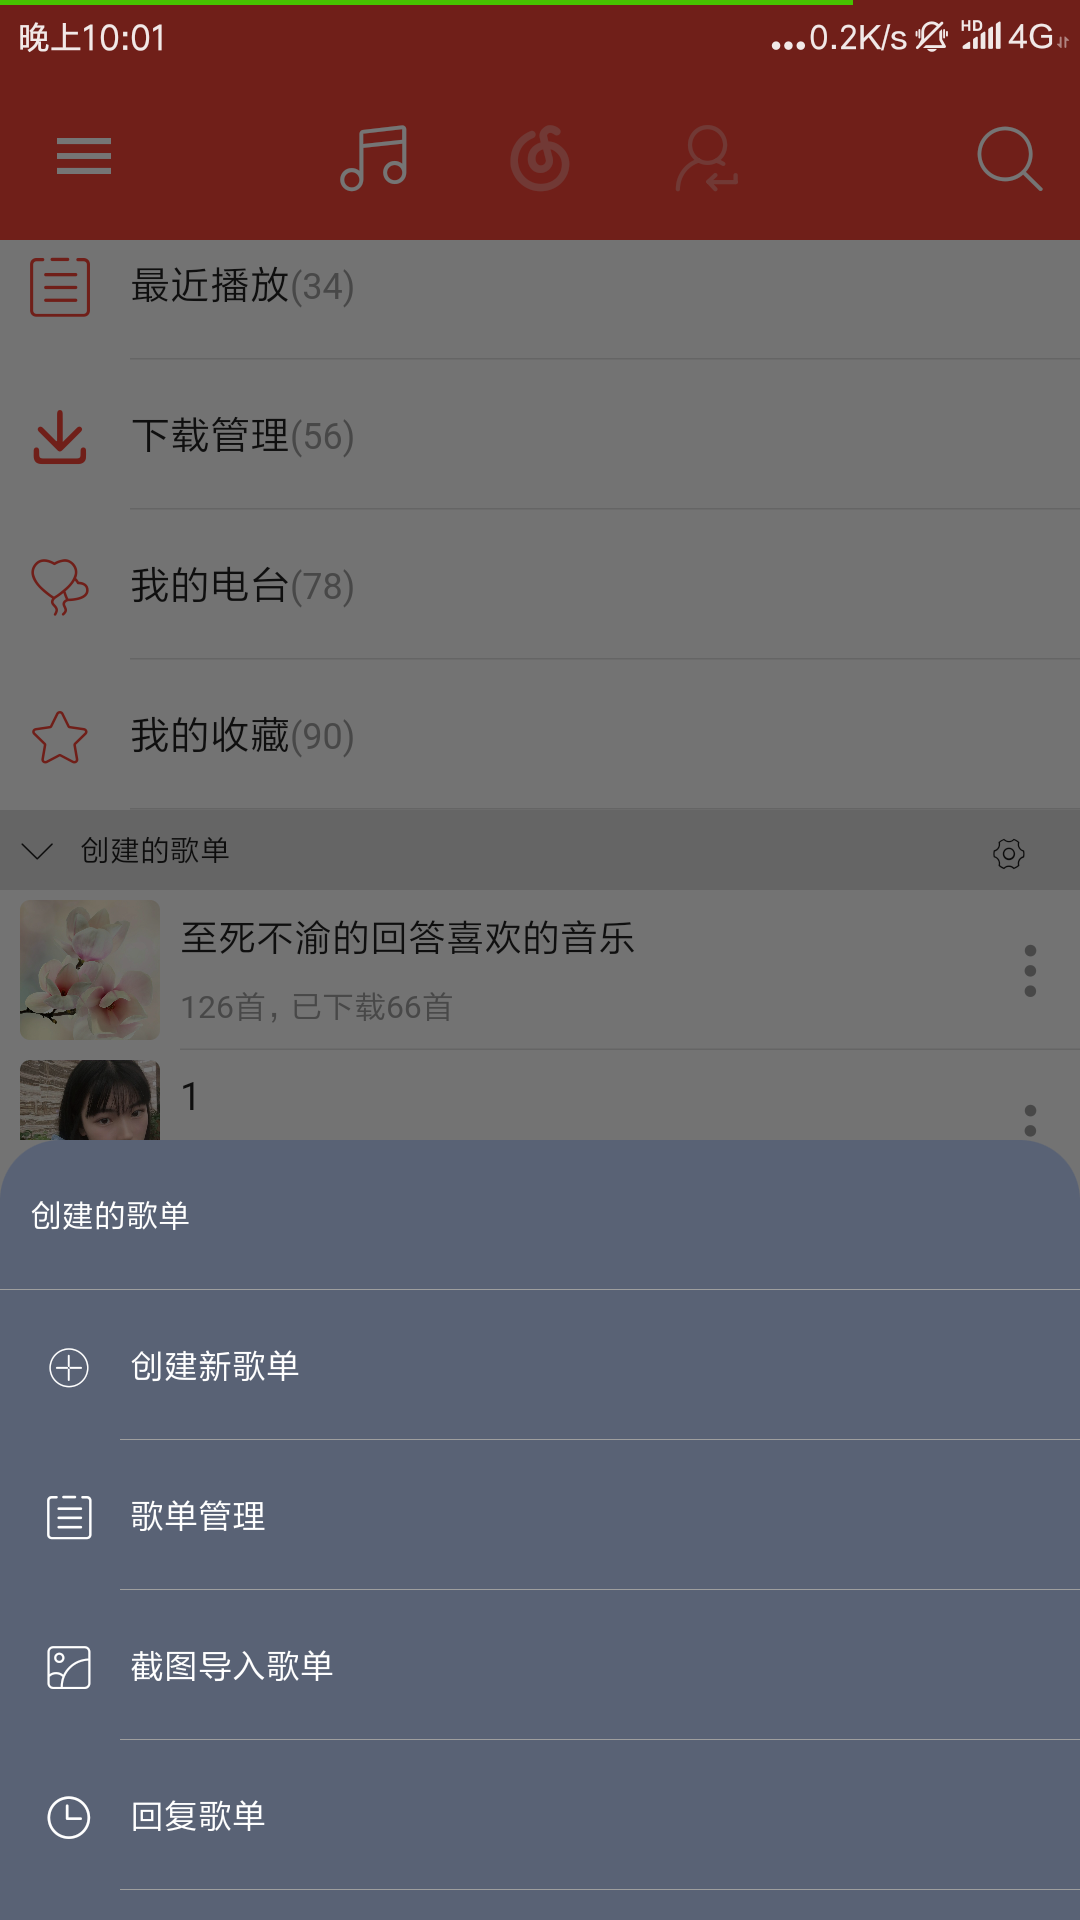 晚上10:01
...0.2K/s HD 4G
最近播放(34)
下载管理(56)
我的电台(78)
我的收藏(90)
创建的歌单
至死不渝的回答喜欢的音乐
126首，已下载66首
1
创建的歌单
创建新歌单
歌单管理
截图导入歌单
回复歌单